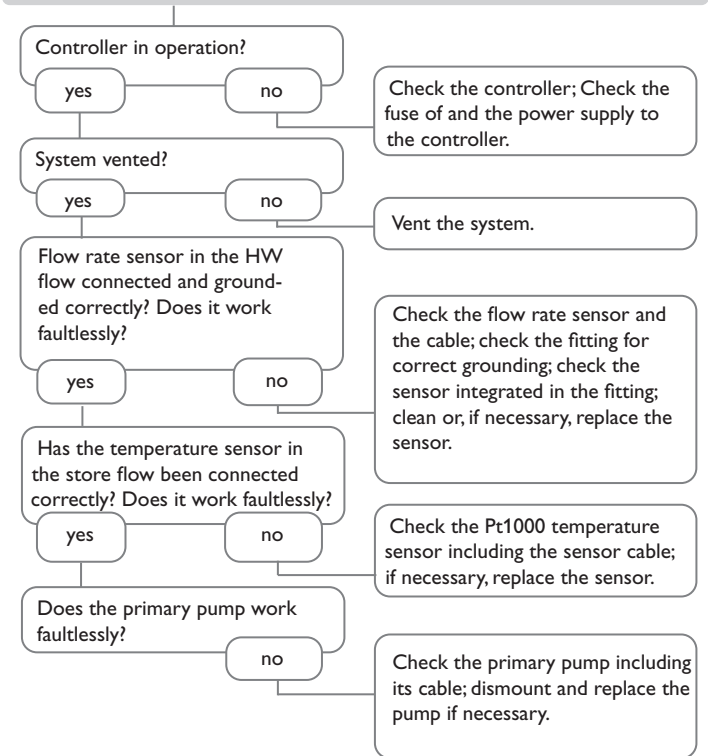 Controller in operation?
yes
no
Check the controller; Check the
fuse of and the power supply to
the controller.
System vented?
yes
no
Vent the system.
Flow rate sensor in the HW
flow connected and ground-
ed correctly? Does it work
faultlessly?
yes
no
Check the flow rate sensor and
the cable; check the fitting for
correct grounding; check the
sensor integrated in the fitting;
clean or, if necessary, replace the
sensor.
Has the temperature sensor in
the store flow been connected
correctly? Does it work faultlessly?
yes
no
Check the Pt1000 temperature
sensor including the sensor cable;
if necessary, replace the sensor.
Does the primary pump work
faultlessly?
no
Check the primary pump including
its cable; dismount and replace the
pump if necessary.